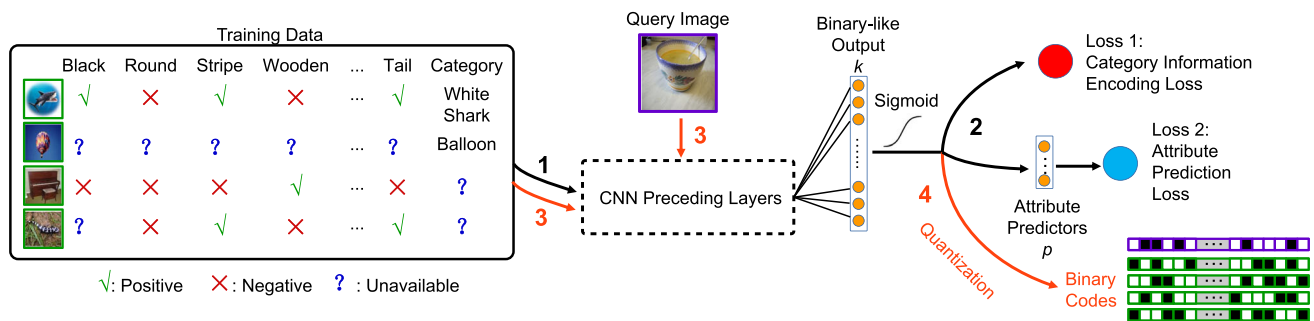 Training Data
Black Round Stripe Wooden ... Tail Category
√ × √ × ... √ White Shark
? ? ? ? ... ? Balloon
× × × √ ... × ?
? × √ × ... √ ?
√: Positive ×: Negative ?: Unavailable
Query Image
3
1
3
CNN Preceding Layers
Binary-like
Output
k
Sigmoid
2
4
Quantization
Loss 1:
Category Information
Encoding Loss
Loss 2:
Attribute
Prediction
Loss
Attribute
Predictors
p
Binary
Codes